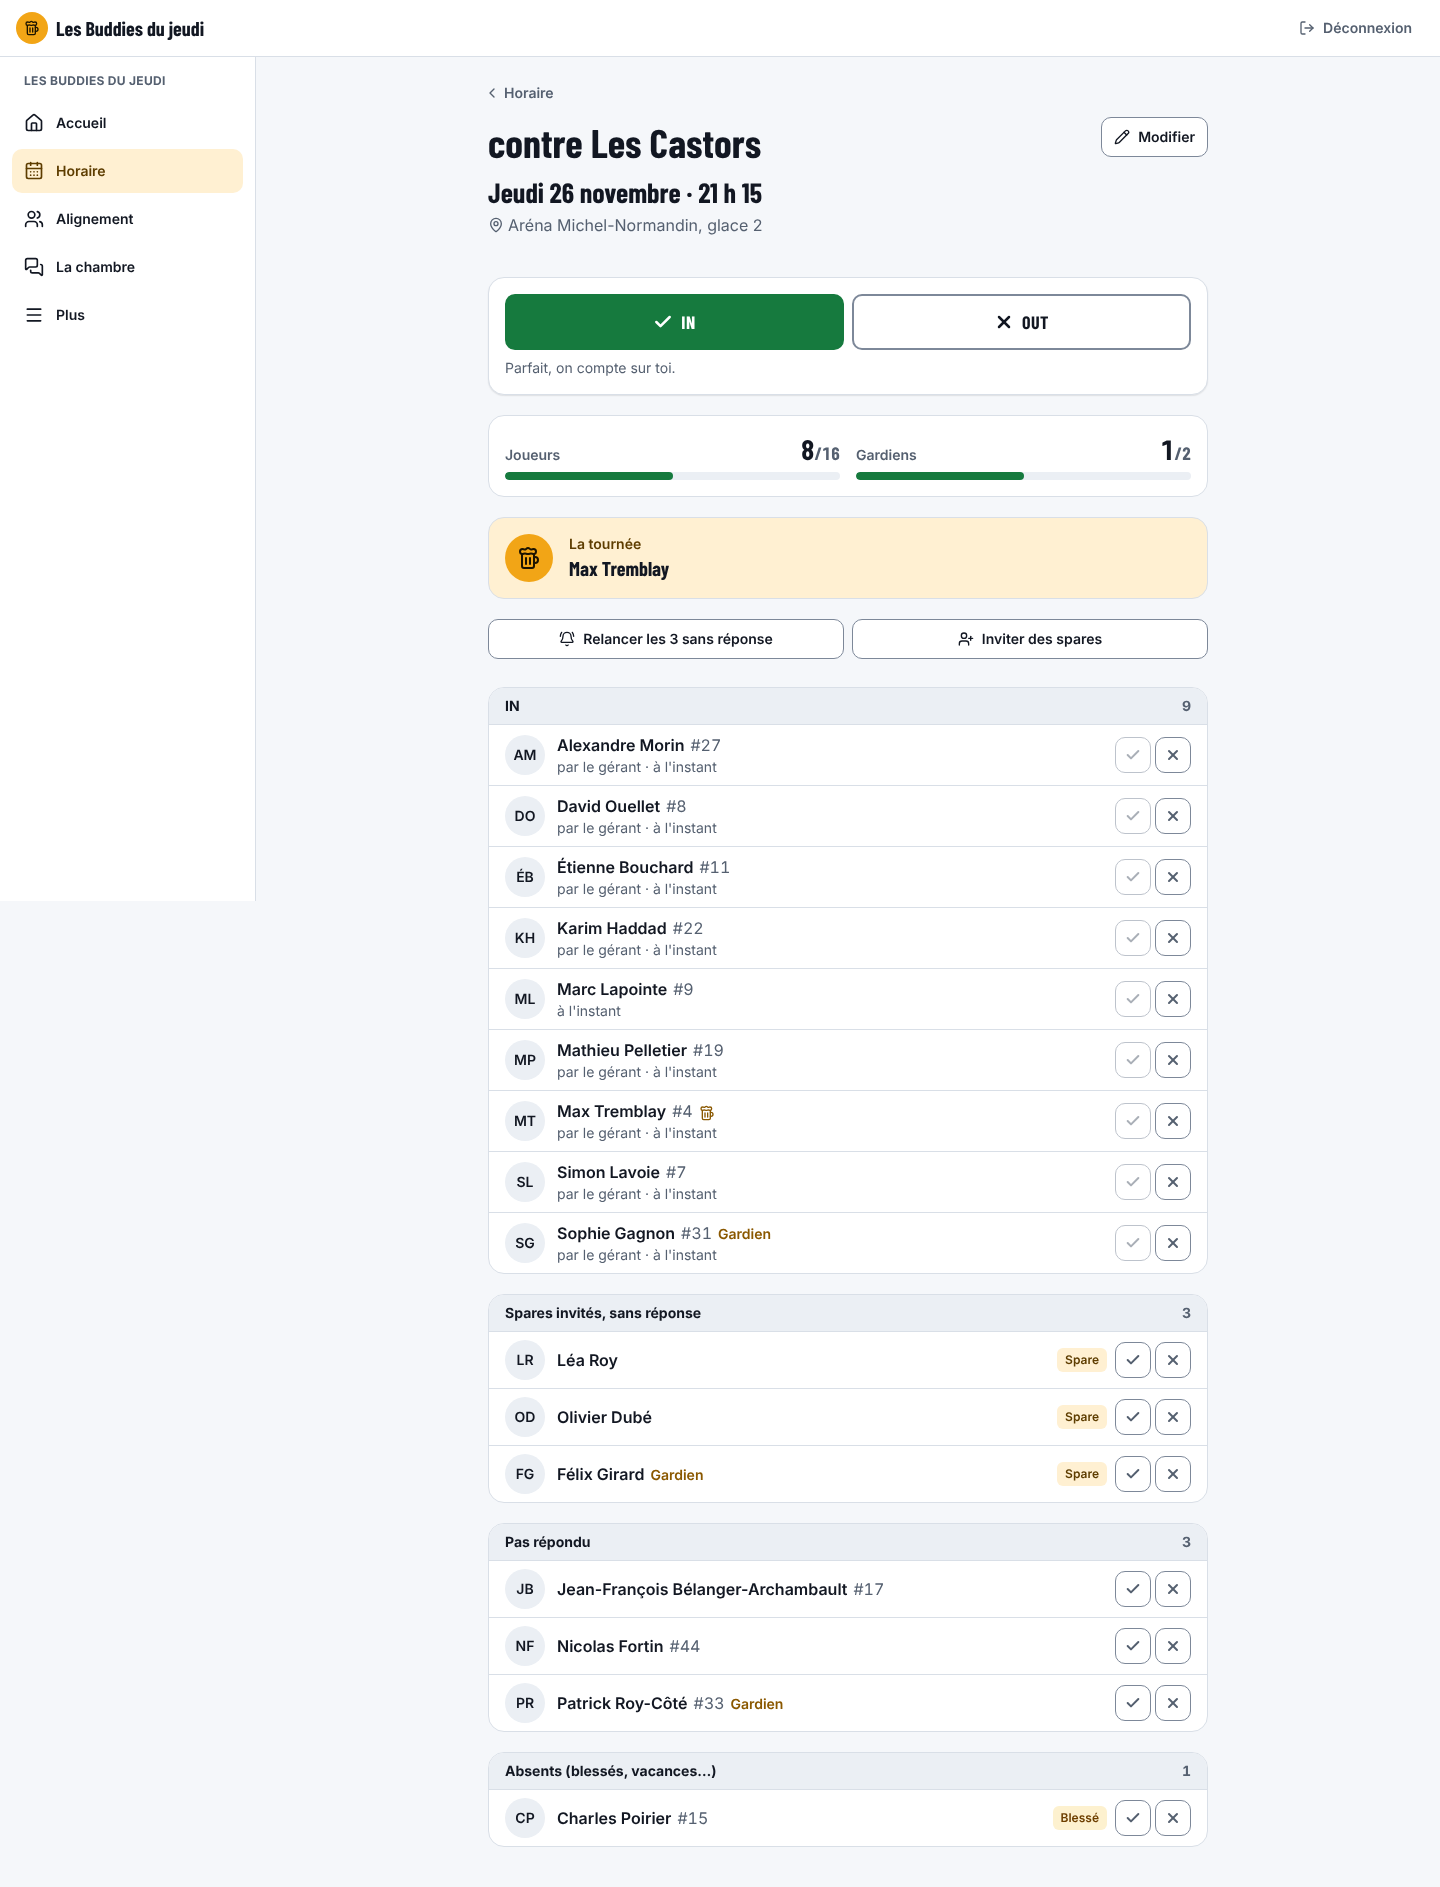 Les Buddies du jeudi
Déconnexion
LES BUDDIES DU JEUDI
Accueil
Horaire
Alignement
La chambre
Plus
Horaire
contre Les Castors
Modifier
Jeudi 26 novembre · 21 h 15
Aréna Michel-Normandin, glace 2
IN
OUT
Parfait, on compte sur toi.
Joueurs 8/16
Gardiens 1/2
La tournée
Max Tremblay
Relancer les 3 sans réponse
Inviter des spares
IN 9
AM Alexandre Morin #27
par le gérant · à l'instant
DO David Ouellet #8
par le gérant · à l'instant
ÉB Étienne Bouchard #11
par le gérant · à l'instant
KH Karim Haddad #22
par le gérant · à l'instant
ML Marc Lapointe #9
à l'instant
MP Mathieu Pelletier #19
par le gérant · à l'instant
MT Max Tremblay #4
par le gérant · à l'instant
SL Simon Lavoie #7
par le gérant · à l'instant
SG Sophie Gagnon #31 Gardien
par le gérant · à l'instant
Spares invités, sans réponse 3
LR Léa Roy Spare
OD Olivier Dubé Spare
FG Félix Girard Gardien Spare
Pas répondu 3
JB Jean-François Bélanger-Archambault #17
NF Nicolas Fortin #44
PR Patrick Roy-Côté #33 Gardien
Absents (blessés, vacances…) 1
CP Charles Poirier #15 Blessé